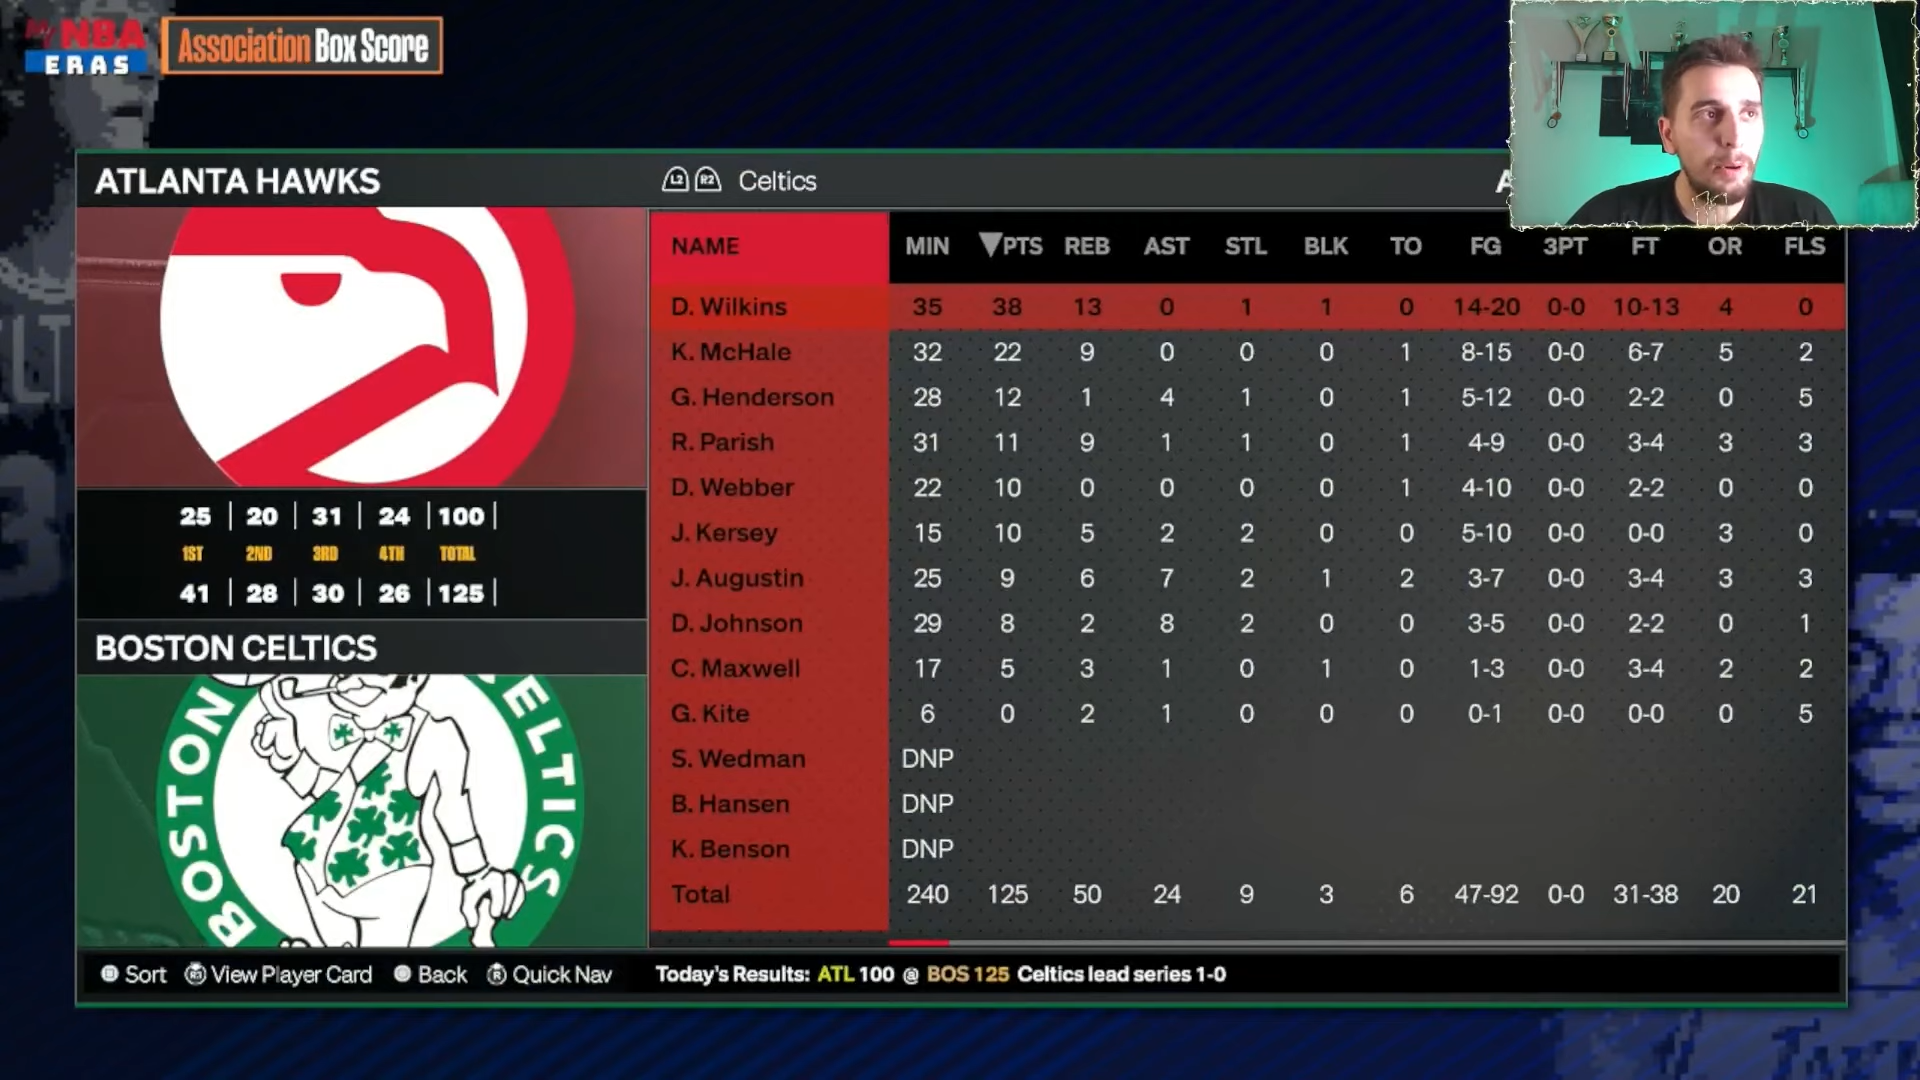 My NBA
ERAS
Association Box Score
ATLANTA HAWKS
L2 R2 Celtics
NAME MIN PTS REB AST STL BLK TO FG 3PT FT OR FLS
D. Wilkins 35 38 13 0 1 1 0 14-20 0-0 10-13 4 0
K. McHale 32 22 9 0 0 0 1 8-15 0-0 6-7 5 2
G. Henderson 28 12 1 4 1 0 1 5-12 0-0 2-2 0 5
R. Parish 31 11 9 1 1 0 1 4-9 0-0 3-4 3 3
D. Webber 22 10 0 0 0 0 1 4-10 0-0 2-2 0 0
J. Kersey 15 10 5 2 2 0 0 5-10 0-0 0-0 3 0
J. Augustin 25 9 6 7 2 1 2 3-7 0-0 3-4 3 3
D. Johnson 29 8 2 8 2 0 0 3-5 0-0 2-2 0 1
C. Maxwell 17 5 3 1 0 1 0 1-3 0-0 3-4 2 2
G. Kite 6 0 2 1 0 0 0 0-1 0-0 0-0 0 5
S. Wedman DNP
B. Hansen DNP
K. Benson DNP
Total 240 125 50 24 9 3 6 47-92 0-0 31-38 20 21
25 | 20 | 31 | 24 | 100 |
1ST 2ND 3RD 4TH TOTAL
41 | 28 | 30 | 26 | 125 |
BOSTON CELTICS
BOSTON
CELTICS
Sort R3 View Player Card Back R Quick Nav
Today's Results: ATL 100 @ BOS 125 Celtics lead series 1-0